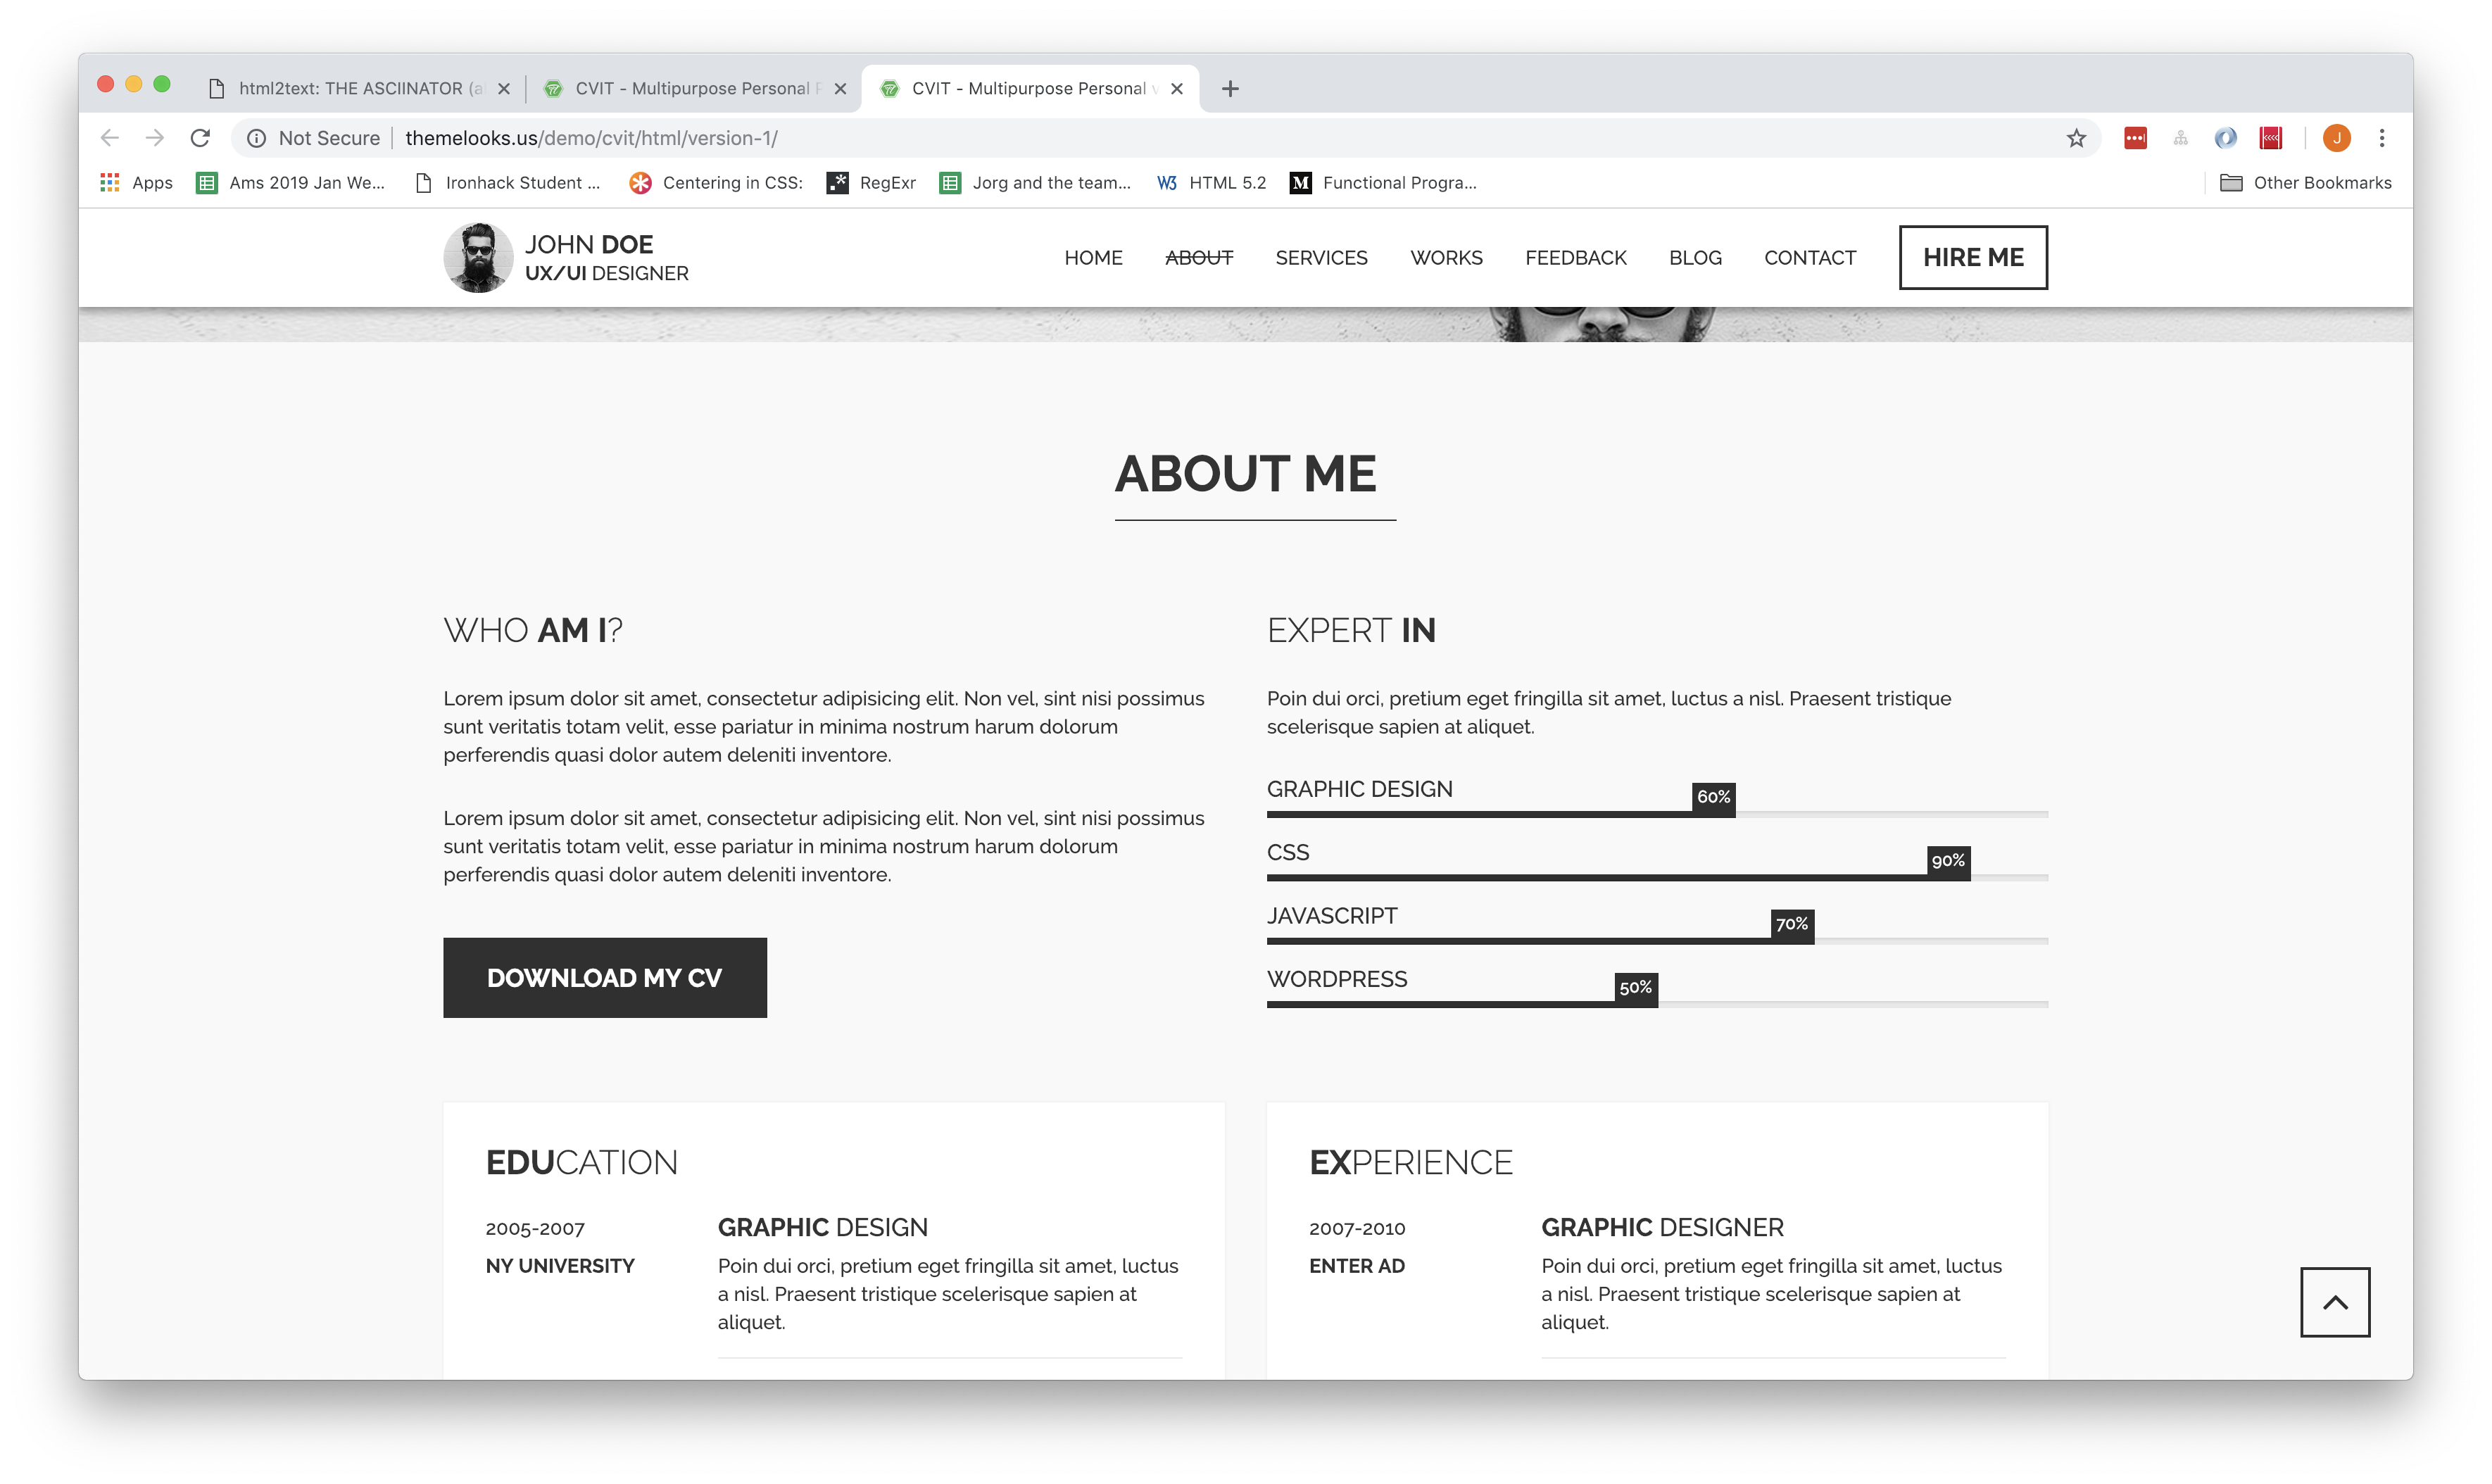 html2text: THE ASCIINATOR (a
CVIT - Multipurpose Personal P
CVIT - Multipurpose Personal v
Not Secure themelooks.us/demo/cvit/html/version-1/
J
Apps
Ams 2019 Jan We...
Ironhack Student ...
Centering in CSS:
RegExr
Jorg and the team...
HTML 5.2
Functional Progra...
Other Bookmarks
JOHN DOE
UX/UI DESIGNER
HOME ABOUT SERVICES WORKS FEEDBACK BLOG CONTACT HIRE ME
ABOUT ME
WHO AM I?
Lorem ipsum dolor sit amet, consectetur adipisicing elit. Non vel, sint nisi possimus
sunt veritatis totam velit, esse pariatur in minima nostrum harum dolorum
perferendis quasi dolor autem deleniti inventore.
Lorem ipsum dolor sit amet, consectetur adipisicing elit. Non vel, sint nisi possimus
sunt veritatis totam velit, esse pariatur in minima nostrum harum dolorum
perferendis quasi dolor autem deleniti inventore.
DOWNLOAD MY CV
EXPERT IN
Poin dui orci, pretium eget fringilla sit amet, luctus a nisl. Praesent tristique
scelerisque sapien at aliquet.
GRAPHIC DESIGN 60%
CSS 90%
JAVASCRIPT 70%
WORDPRESS 50%
EDUCATION
2005-2007
NY UNIVERSITY
GRAPHIC DESIGN
Poin dui orci, pretium eget fringilla sit amet, luctus
a nisl. Praesent tristique scelerisque sapien at
aliquet.
EXPERIENCE
2007-2010
ENTER AD
GRAPHIC DESIGNER
Poin dui orci, pretium eget fringilla sit amet, luctus
a nisl. Praesent tristique scelerisque sapien at
aliquet.